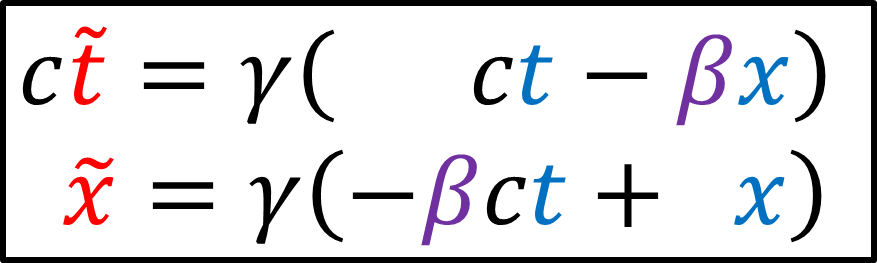 ct̃ = γ( ct − βx)
x̃ = γ(−βct + x)